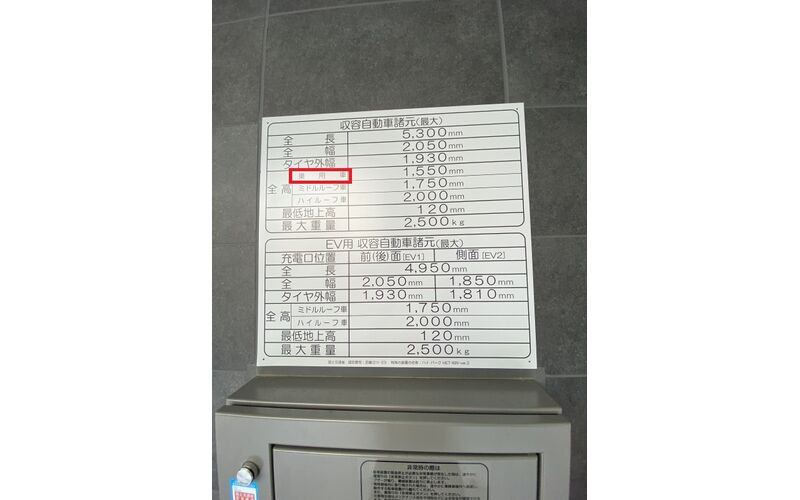 収容自動車諸元(最大)
全長 5,300mm
全幅 2,050mm
タイヤ外幅 1,930mm
全高 乗用車 1,550mm
ミドルルーフ車 1,750mm
ハイルーフ車 2,000mm
最低地上高 120mm
最大重量 2,500kg
EV用 収容自動車諸元(最大)
充電口位置 前(後)面[EV1] 側面[EV2]
全長 4,950mm
全幅 2,050mm 1,850mm
タイヤ外幅 1,930mm 1,810mm
全高 ミドルルーフ車 1,750mm
ハイルーフ車 2,000mm
最低地上高 120mm
最大重量 2,500kg
非常時の際は